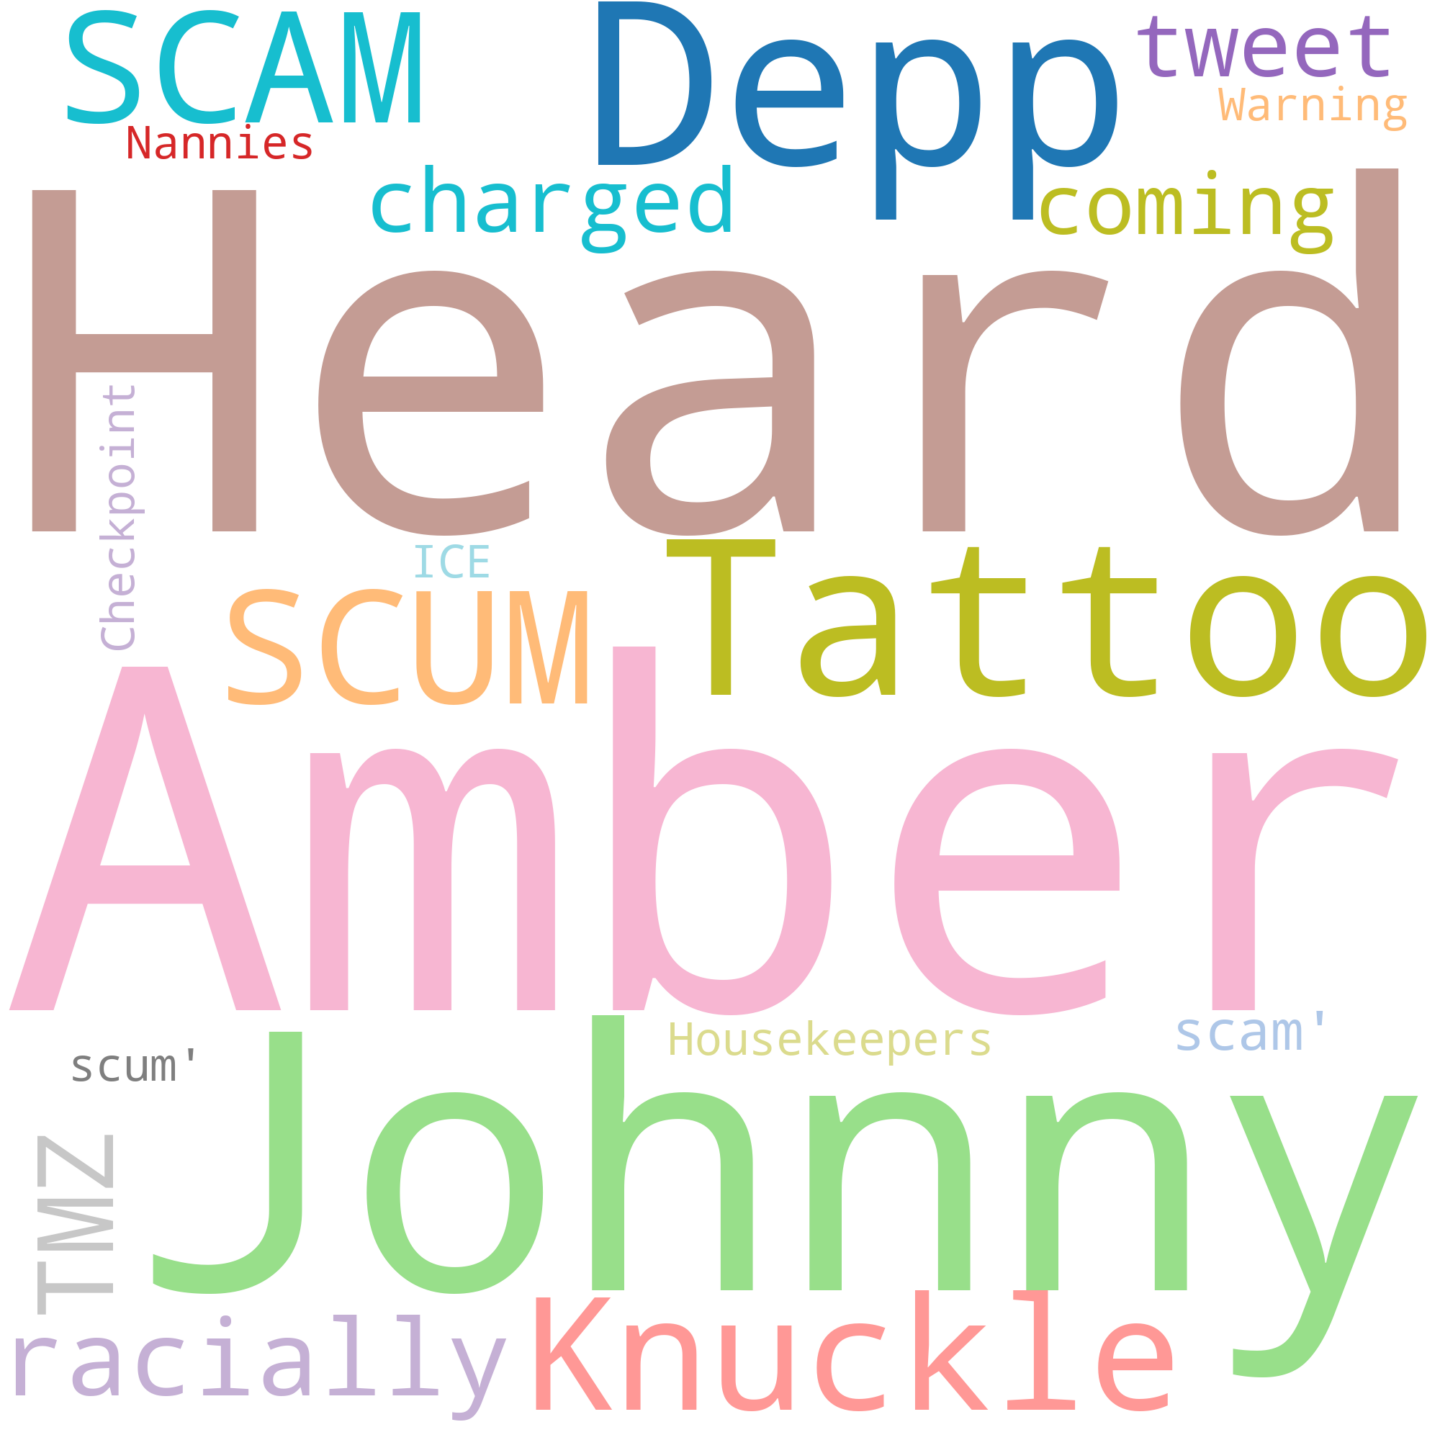 SCAM
Depp
tweet
Warning
Nannies
charged
coming
Heard
Checkpoint
ICE
SCUM
Tattoo
Amber
scum'
Housekeepers
scam'
Johnny
TMZ
racially
Knuckle